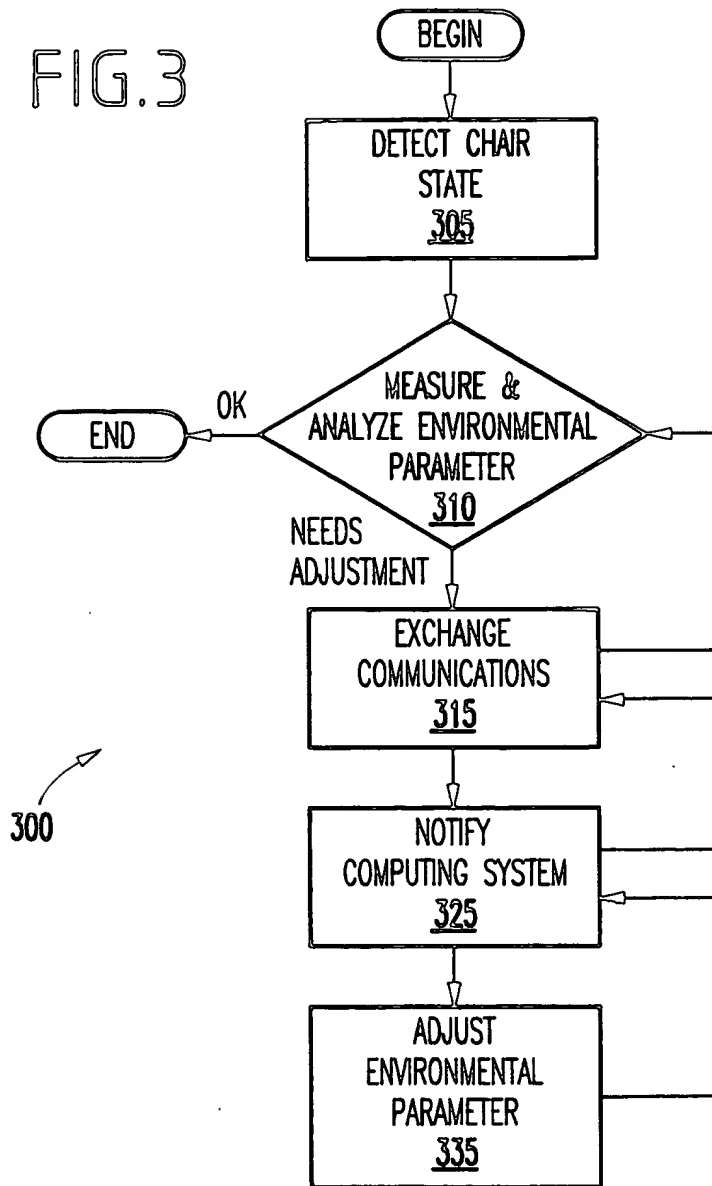 FIG.3
BEGIN
DETECT CHAIR
STATE
305
MEASURE &
ANALYZE ENVIRONMENTAL
PARAMETER
310
OK
END
NEEDS
ADJUSTMENT
EXCHANGE
COMMUNICATIONS
315
300
NOTIFY
COMPUTING SYSTEM
325
ADJUST
ENVIRONMENTAL
PARAMETER
335